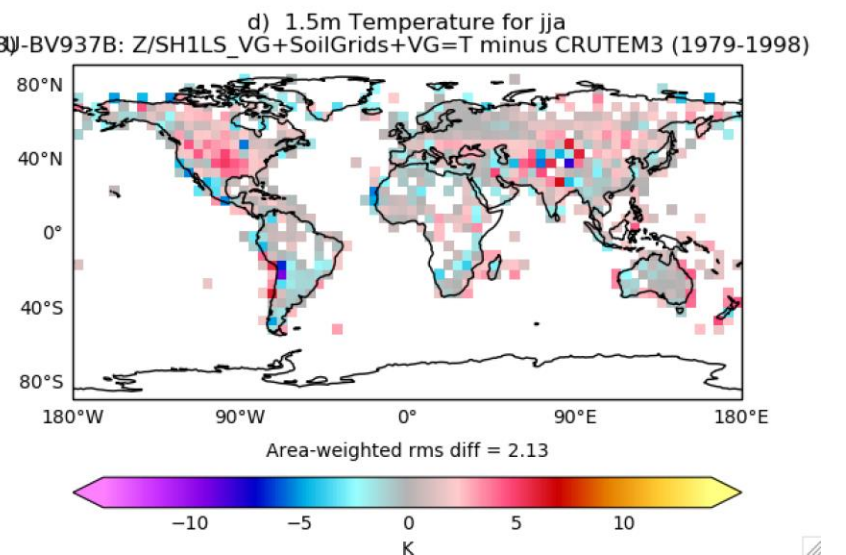 d)  1.5m Temperature for jja
-BV937B: Z/SH1LS_VG+SoilGrids+VG=T minus CRUTEM3 (1979-1998)
80°N
40°N
0°
40°S
80°S
180°W 90°W 0° 90°E 180°E
Area-weighted rms diff = 2.13
−10 −5 0 5 10
K